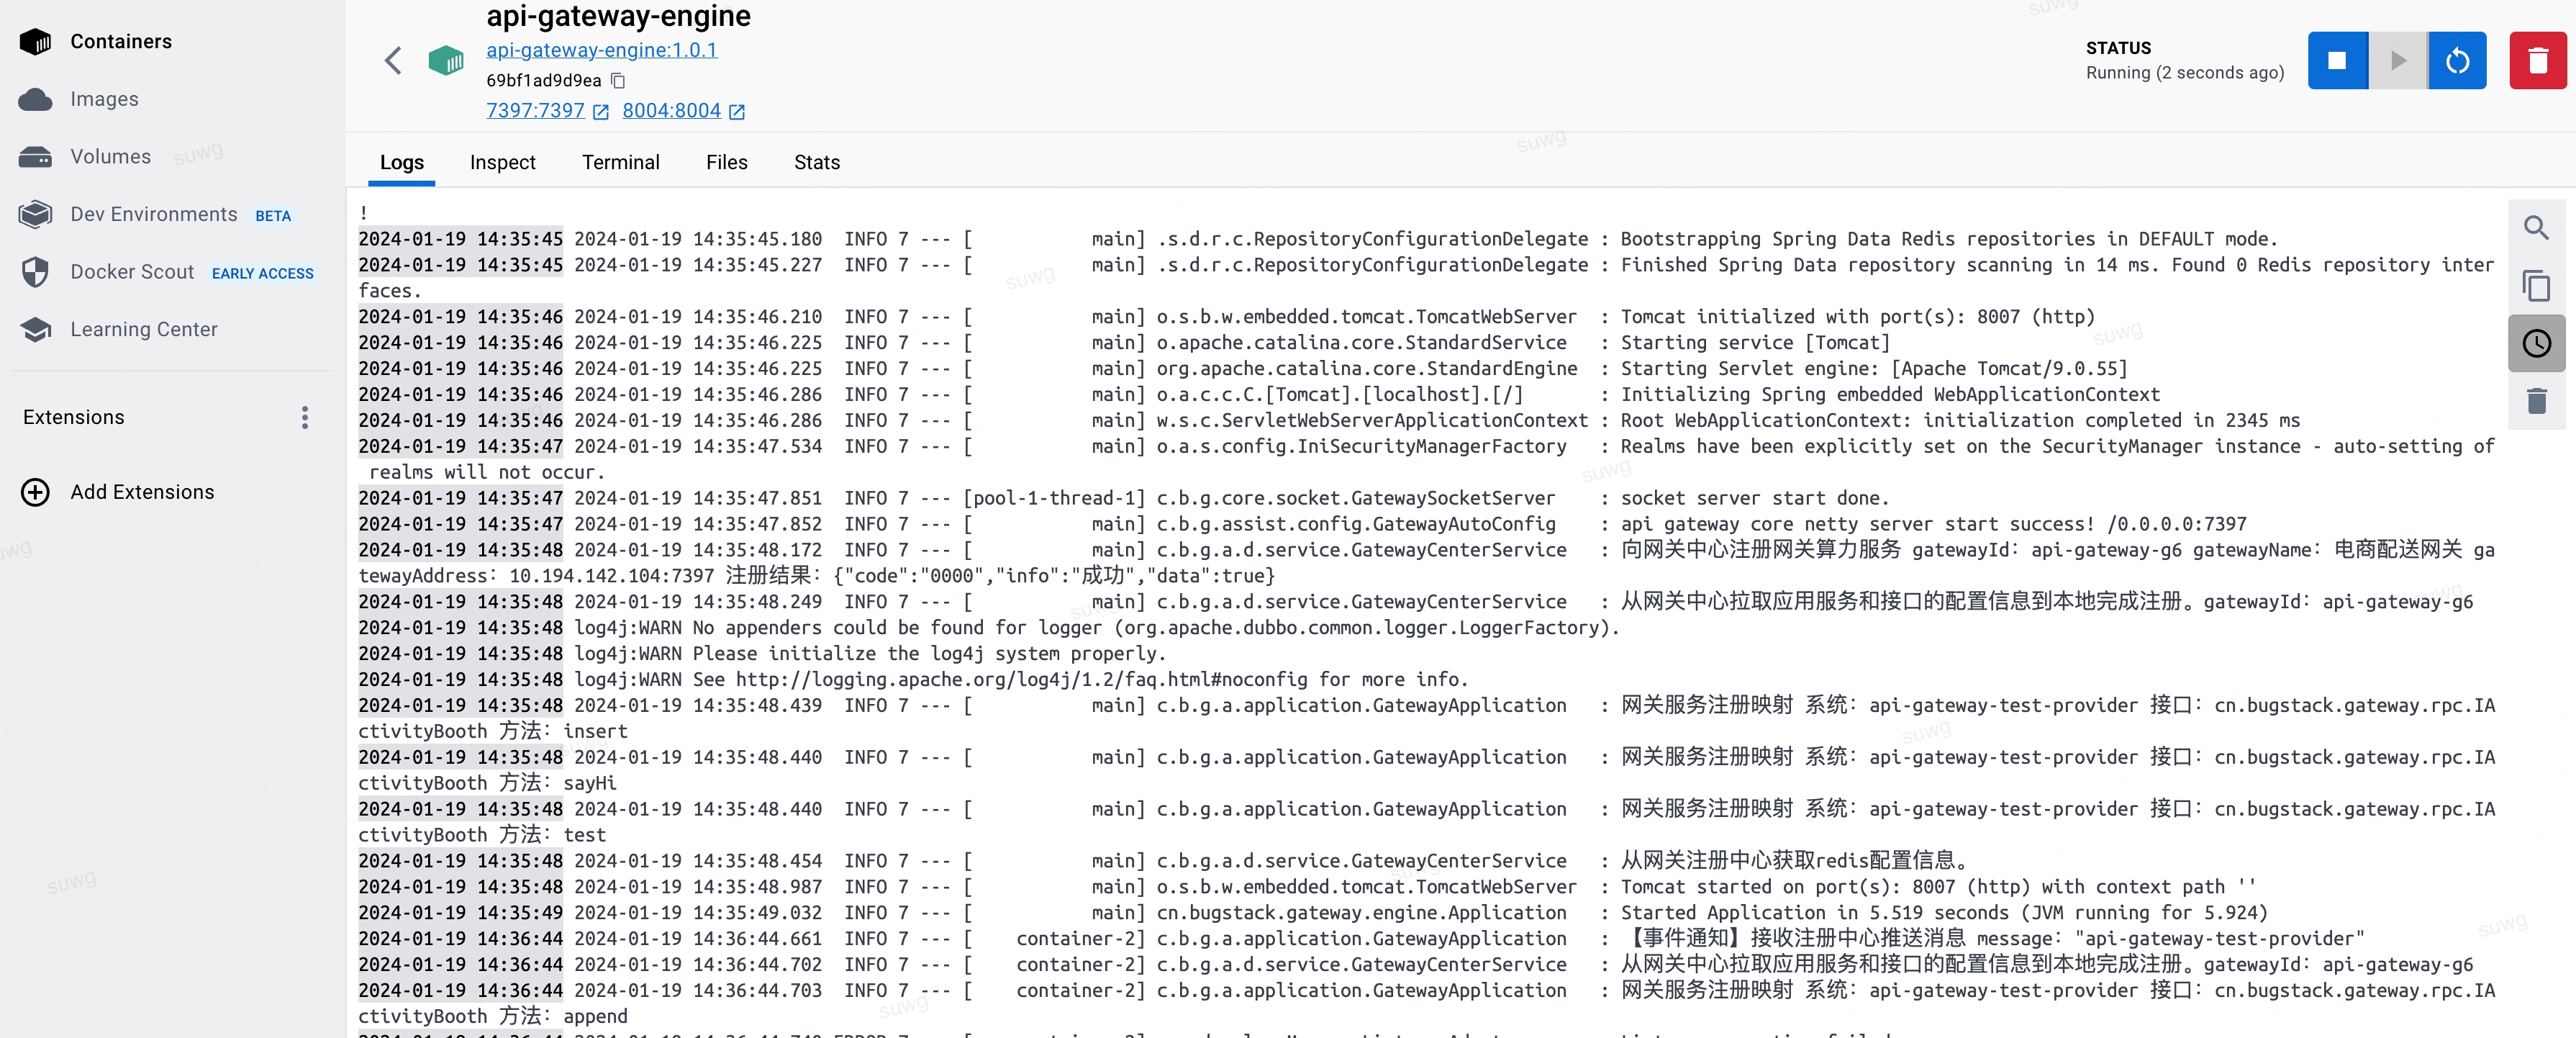 api-gateway-engine
api-gateway-engine:1.0.1
69bf1ad9d9ea
7397:7397 8004:8004
STATUS
Running (2 seconds ago)
Containers
Images
Volumes
Dev Environments BETA
Docker Scout EARLY ACCESS
Learning Center
Extensions
Add Extensions
Logs Inspect Terminal Files Stats
!
2024-01-19 14:35:45 2024-01-19 14:35:45.180  INFO 7 --- [           main] .s.d.r.c.RepositoryConfigurationDelegate : Bootstrapping Spring Data Redis repositories in DEFAULT mode.
2024-01-19 14:35:45 2024-01-19 14:35:45.227  INFO 7 --- [           main] .s.d.r.c.RepositoryConfigurationDelegate : Finished Spring Data repository scanning in 14 ms. Found 0 Redis repository inter
faces.
2024-01-19 14:35:46 2024-01-19 14:35:46.210  INFO 7 --- [           main] o.s.b.w.embedded.tomcat.TomcatWebServer  : Tomcat initialized with port(s): 8007 (http)
2024-01-19 14:35:46 2024-01-19 14:35:46.225  INFO 7 --- [           main] o.apache.catalina.core.StandardService   : Starting service [Tomcat]
2024-01-19 14:35:46 2024-01-19 14:35:46.225  INFO 7 --- [           main] org.apache.catalina.core.StandardEngine  : Starting Servlet engine: [Apache Tomcat/9.0.55]
2024-01-19 14:35:46 2024-01-19 14:35:46.286  INFO 7 --- [           main] o.a.c.c.C.[Tomcat].[localhost].[/]       : Initializing Spring embedded WebApplicationContext
2024-01-19 14:35:46 2024-01-19 14:35:46.286  INFO 7 --- [           main] w.s.c.ServletWebServerApplicationContext : Root WebApplicationContext: initialization completed in 2345 ms
2024-01-19 14:35:47 2024-01-19 14:35:47.534  INFO 7 --- [           main] o.a.s.config.IniSecurityManagerFactory   : Realms have been explicitly set on the SecurityManager instance - auto-setting of
 realms will not occur.
2024-01-19 14:35:47 2024-01-19 14:35:47.851  INFO 7 --- [pool-1-thread-1] c.b.g.core.socket.GatewaySocketServer    : socket server start done.
2024-01-19 14:35:47 2024-01-19 14:35:47.852  INFO 7 --- [           main] c.b.g.assist.config.GatewayAutoConfig    : api gateway core netty server start success! /0.0.0.0:7397
2024-01-19 14:35:48 2024-01-19 14:35:48.172  INFO 7 --- [           main] c.b.g.a.d.service.GatewayCenterService   : 向网关中心注册网关算力服务 gatewayId：api-gateway-g6 gatewayName：电商配送网关 ga
tewayAddress：10.194.142.104:7397 注册结果：{"code":"0000","info":"成功","data":true}
2024-01-19 14:35:48 2024-01-19 14:35:48.249  INFO 7 --- [           main] c.b.g.a.d.service.GatewayCenterService   : 从网关中心拉取应用服务和接口的配置信息到本地完成注册。gatewayId：api-gateway-g6
2024-01-19 14:35:48 log4j:WARN No appenders could be found for logger (org.apache.dubbo.common.logger.LoggerFactory).
2024-01-19 14:35:48 log4j:WARN Please initialize the log4j system properly.
2024-01-19 14:35:48 log4j:WARN See http://logging.apache.org/log4j/1.2/faq.html#noconfig for more info.
2024-01-19 14:35:48 2024-01-19 14:35:48.439  INFO 7 --- [           main] c.b.g.a.application.GatewayApplication   : 网关服务注册映射 系统：api-gateway-test-provider 接口：cn.bugstack.gateway.rpc.IA
ctivityBooth 方法：insert
2024-01-19 14:35:48 2024-01-19 14:35:48.440  INFO 7 --- [           main] c.b.g.a.application.GatewayApplication   : 网关服务注册映射 系统：api-gateway-test-provider 接口：cn.bugstack.gateway.rpc.IA
ctivityBooth 方法：sayHi
2024-01-19 14:35:48 2024-01-19 14:35:48.440  INFO 7 --- [           main] c.b.g.a.application.GatewayApplication   : 网关服务注册映射 系统：api-gateway-test-provider 接口：cn.bugstack.gateway.rpc.IA
ctivityBooth 方法：test
2024-01-19 14:35:48 2024-01-19 14:35:48.454  INFO 7 --- [           main] c.b.g.a.d.service.GatewayCenterService   : 从网关注册中心获取redis配置信息。
2024-01-19 14:35:48 2024-01-19 14:35:48.987  INFO 7 --- [           main] o.s.b.w.embedded.tomcat.TomcatWebServer  : Tomcat started on port(s): 8007 (http) with context path ''
2024-01-19 14:35:49 2024-01-19 14:35:49.032  INFO 7 --- [           main] cn.bugstack.gateway.engine.Application   : Started Application in 5.519 seconds (JVM running for 5.924)
2024-01-19 14:36:44 2024-01-19 14:36:44.661  INFO 7 --- [    container-2] c.b.g.a.application.GatewayApplication   : 【事件通知】接收注册中心推送消息 message："api-gateway-test-provider"
2024-01-19 14:36:44 2024-01-19 14:36:44.702  INFO 7 --- [    container-2] c.b.g.a.d.service.GatewayCenterService   : 从网关中心拉取应用服务和接口的配置信息到本地完成注册。gatewayId：api-gateway-g6
2024-01-19 14:36:44 2024-01-19 14:36:44.703  INFO 7 --- [    container-2] c.b.g.a.application.GatewayApplication   : 网关服务注册映射 系统：api-gateway-test-provider 接口：cn.bugstack.gateway.rpc.IA
ctivityBooth 方法：append